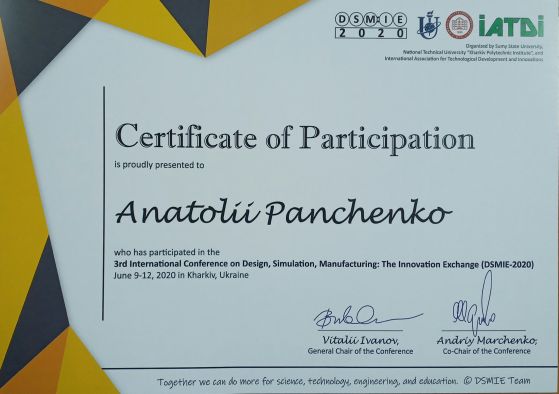 DSMIE
2020
iATDi
Organized by Sumy State University,
National Technical University "Kharkiv Polytechnic Institute", and
International Association for Technological Development and Innovations
Certificate of Participation
is proudly presented to
Anatolii Panchenko
who has participated in the
3rd International Conference on Design, Simulation, Manufacturing: The Innovation Exchange (DSMIE-2020)
June 9-12, 2020 in Kharkiv, Ukraine
Vitalii Ivanov,
General Chair of the Conference
Andriy Marchenko,
Co-Chair of the Conference
Together we can do more for science, technology, engineering, and education. © DSMIE Team